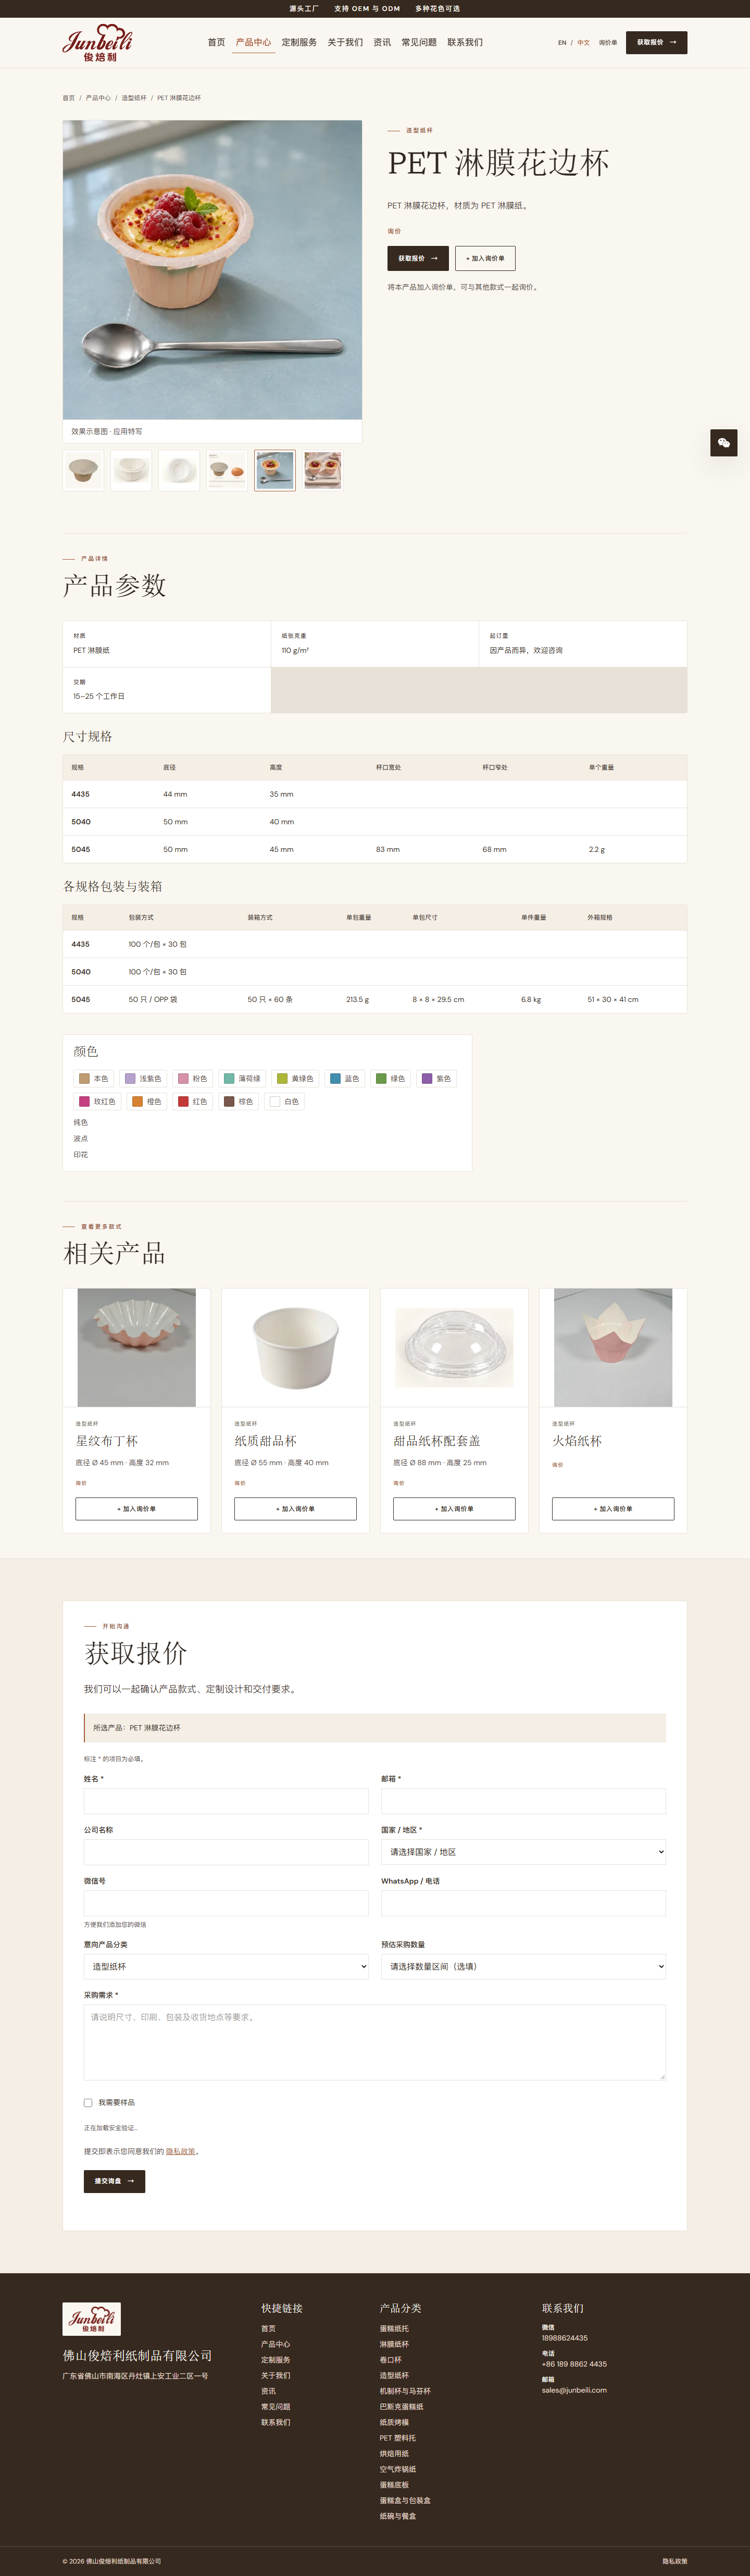 源头工厂 支持 OEM 与 ODM 多种花色可选
Junbeili
俊焙利
首页 产品中心 定制服务 关于我们 资讯 常见问题 联系我们
EN / 中文 询价单 获取报价 →
首页 / 产品中心 / 造型纸杯 / PET 淋膜花边杯
造型纸杯
PET 淋膜花边杯
PET 淋膜花边杯，材质为 PET 淋膜纸。
询价
获取报价 → + 加入询价单
将本产品加入询价单，可与其他款式一起询价。
效果示意图 · 应用特写
产品详情
产品参数
材质 纸张克重 起订量
PET 淋膜纸 110 g/m² 因产品而异，欢迎咨询
交期
15–25 个工作日
尺寸规格
规格 底径 高度 杯口宽处 杯口窄处 单个重量
4435 44 mm 35 mm
5040 50 mm 40 mm
5045 50 mm 45 mm 83 mm 68 mm 2.2 g
各规格包装与装箱
规格 包装方式 装箱方式 单包重量 单包尺寸 单件重量 外箱规格
4435 100 个/包 × 30 包
5040 100 个/包 × 30 包
5045 50 只 / OPP 袋 50 只 × 60 条 213.5 g 8 × 8 × 29.5 cm 6.8 kg 51 × 30 × 41 cm
颜色
本色 浅紫色 粉色 薄荷绿 黄绿色 蓝色 绿色 紫色
玫红色 橙色 红色 棕色 白色
纯色
波点
印花
查看更多款式
相关产品
造型纸杯 造型纸杯 造型纸杯 造型纸杯
星纹布丁杯 纸质甜品杯 甜品纸杯配套盖 火焰纸杯
底径 Ø 45 mm · 高度 32 mm 底径 Ø 55 mm · 高度 40 mm 底径 Ø 88 mm · 高度 25 mm
询价 询价 询价 询价
+ 加入询价单 + 加入询价单 + 加入询价单 + 加入询价单
开始沟通
获取报价
我们可以一起确认产品款式、定制设计和交付要求。
所选产品：PET 淋膜花边杯
标注 * 的项目为必填。
姓名 * 邮箱 *
公司名称 国家 / 地区 *
请选择国家 / 地区
微信号 WhatsApp / 电话
方便我们添加您的微信
意向产品分类 预估采购数量
造型纸杯 请选择数量区间（选填）
采购需求 *
请说明尺寸、印刷、包装及收货地点等要求。
我需要样品
正在加载安全验证…
提交即表示您同意我们的 隐私政策。
提交询盘 →
Junbeili
俊焙利
佛山俊焙利纸制品有限公司
广东省佛山市南海区丹灶镇上安工业二区一号
快捷链接
首页
产品中心
定制服务
关于我们
资讯
常见问题
联系我们
产品分类
蛋糕纸托
淋膜纸杯
卷口杯
造型纸杯
机制杯与马芬杯
巴斯克蛋糕纸
纸质烤模
PET 塑料托
烘焙用纸
空气炸锅纸
蛋糕底板
蛋糕盒与包装盒
纸碗与餐盒
联系我们
微信
18988624435
电话
+86 189 8862 4435
邮箱
sales@junbeili.com
© 2026 佛山俊焙利纸制品有限公司 隐私政策